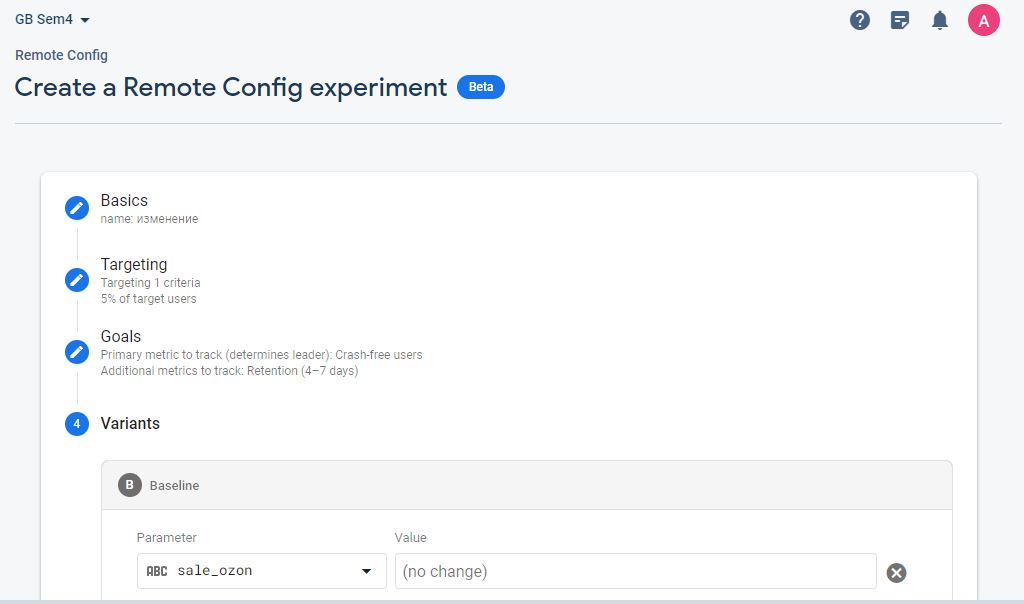 GB Sem4
A
Remote Config
Create a Remote Config experiment Beta
Basics
name: изменение
Targeting
Targeting 1 criteria
5% of target users
Goals
Primary metric to track (determines leader): Crash-free users
Additional metrics to track: Retention (4–7 days)
4 Variants
B Baseline
Parameter Value
ABC sale_ozon (no change)